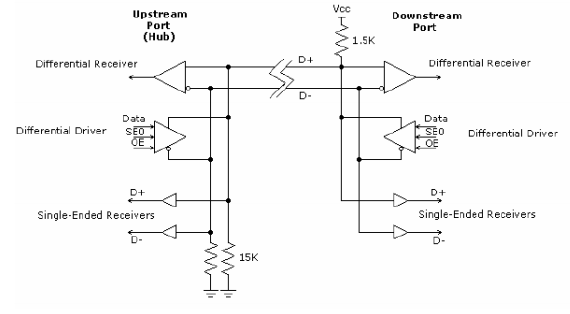 Upstream
Port
(Hub)
Vcc
Downstream
Port
1.5K
Differential Receiver
D+
Differential Receiver
D-
Data
SE0
OE
Differential Driver
Data
SE0
OE
Differential Driver
D+
Single-Ended Receivers
D-
D+
Single-Ended Receivers
D-
15K